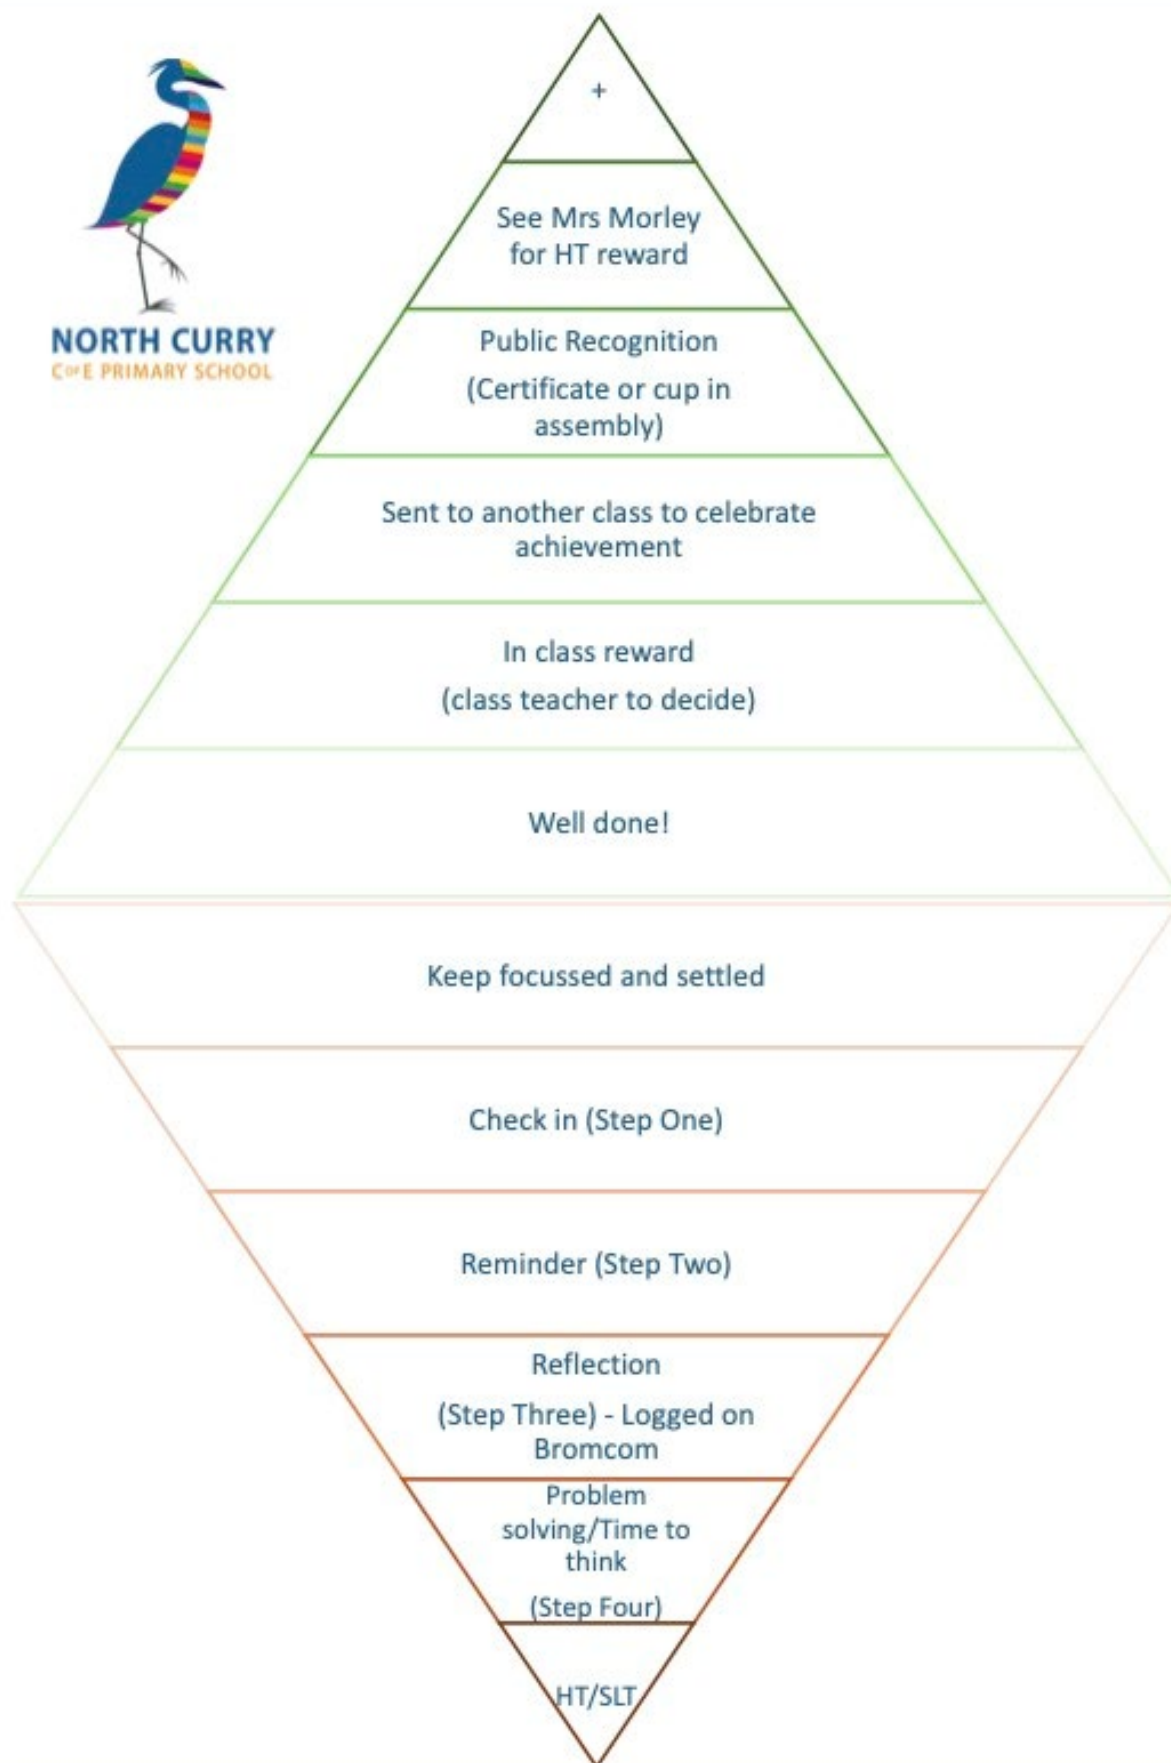 +
See Mrs Morley
for HT reward
NORTH CURRY
C OF E PRIMARY SCHOOL
Public Recognition
(Certificate or cup in
assembly)
Sent to another class to celebrate
achievement
In class reward
(class teacher to decide)
Well done!
Keep focussed and settled
Check in (Step One)
Reminder (Step Two)
Reflection
(Step Three) - Logged on
Bromcom
Problem
solving/Time to
think
(Step Four)
HT/SLT